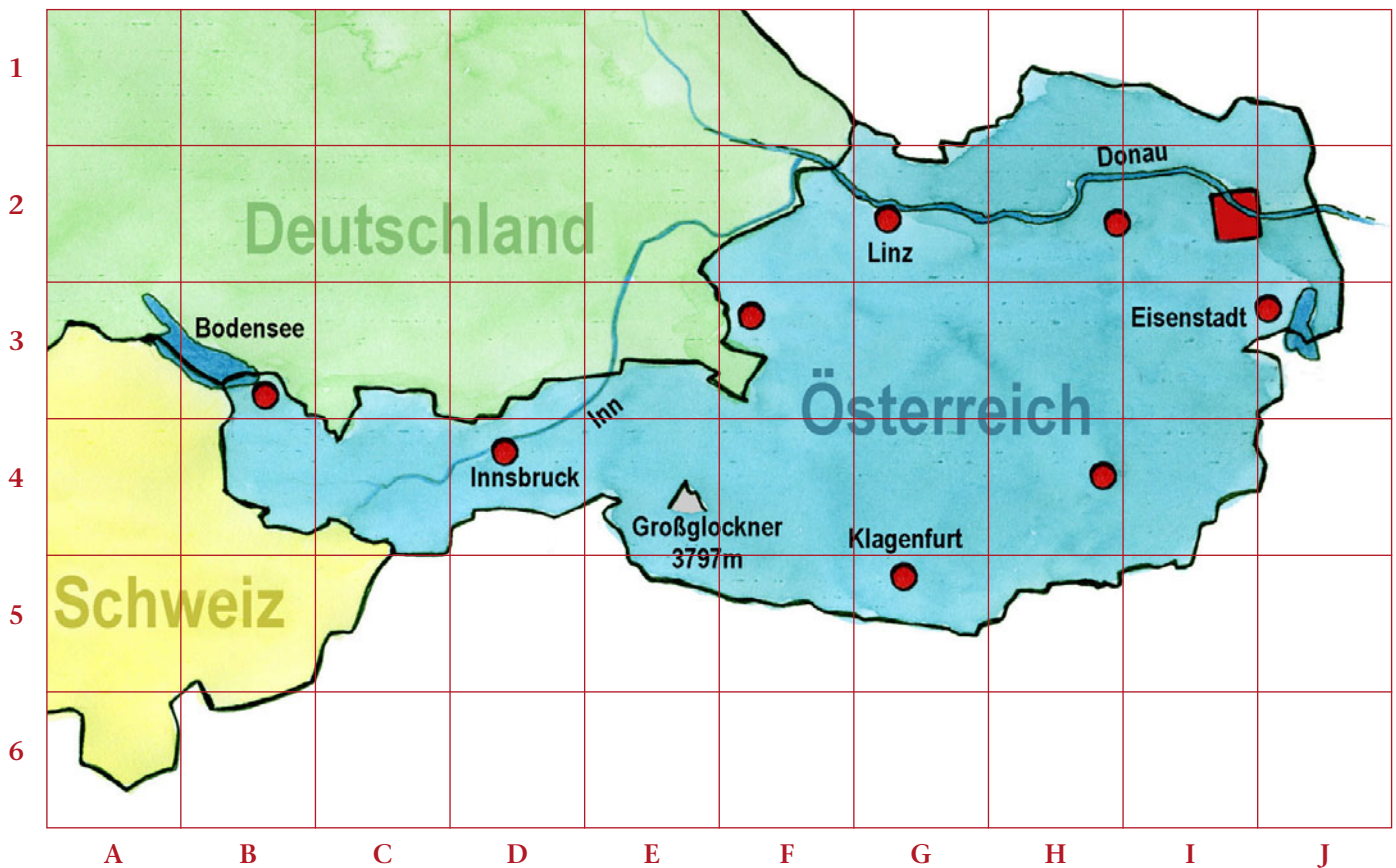 1
Donau
2
Deutschland
Linz
Bodensee
Eisenstadt
3
Österreich
Inn
4
Innsbruck
Großglockner
3797m
Klagenfurt
Schweiz
5
6
A B C D E F G H I J